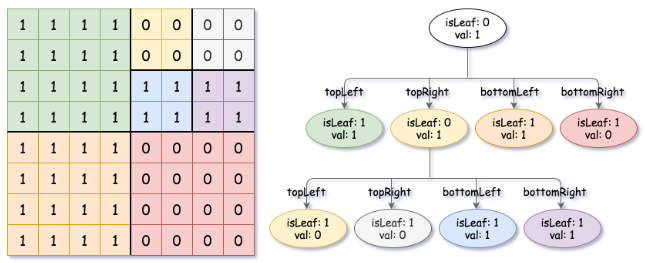 1 1 1 1 0 0 0 0
1 1 1 1 0 0 0 0
1 1 1 1 1 1 1 1
1 1 1 1 1 1 1 1
1 1 1 1 0 0 0 0
1 1 1 1 0 0 0 0
1 1 1 1 0 0 0 0
1 1 1 1 0 0 0 0
isLeaf: 0
val: 1
topLeft topRight bottomLeft bottomRight
isLeaf: 1 isLeaf: 0 isLeaf: 1 isLeaf: 1
val: 1 val: 1 val: 1 val: 0
topLeft topRight bottomLeft bottomRight
isLeaf: 1 isLeaf: 1 isLeaf: 1 isLeaf: 1
val: 0 val: 0 val: 1 val: 1